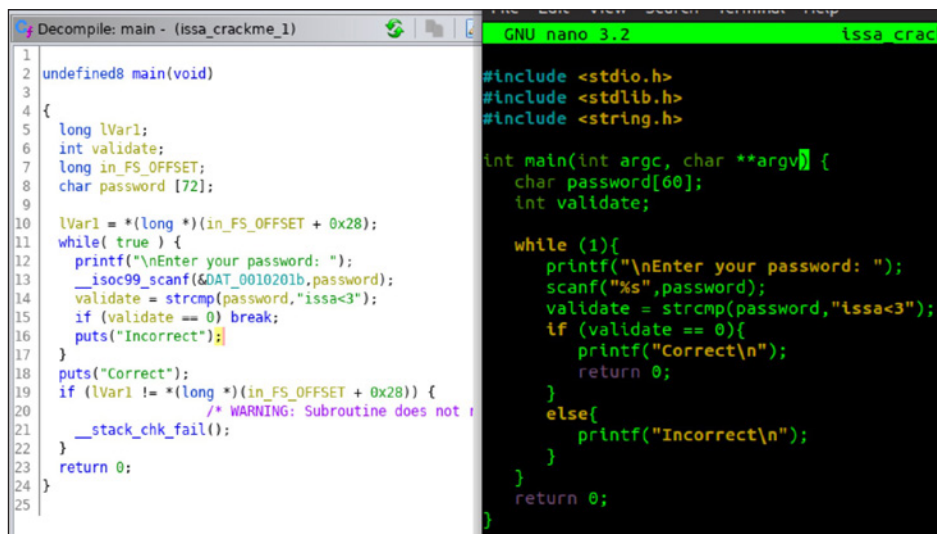 Decompile: main - (issa_crackme_1)
1
2 undefined8 main(void)
3
4 {
5 long lVar1;
6 int validate;
7 long in_FS_OFFSET;
8 char password [72];
9
10 lVar1 = *(long *)(in_FS_OFFSET + 0x28);
11 while( true ) {
12 printf("\nEnter your password: ");
13 __isoc99_scanf(&DAT_0010201b,password);
14 validate = strcmp(password,"issa<3");
15 if (validate == 0) break;
16 puts("Incorrect");
17 }
18 puts("Correct");
19 if (lVar1 != *(long *)(in_FS_OFFSET + 0x28)) {
20 /* WARNING: Subroutine does not
21 __stack_chk_fail();
22 }
23 return 0;
24 }
25
GNU nano 3.2 issa_crac
#include <stdio.h>
#include <stdlib.h>
#include <string.h>
int main(int argc, char **argv) {
char password[60];
int validate;
while (1){
printf("\nEnter your password: ");
scanf("%s",password);
validate = strcmp(password,"issa<3");
if (validate == 0){
printf("Correct\n");
return 0;
}
else{
printf("Incorrect\n");
}
}
return 0;
}